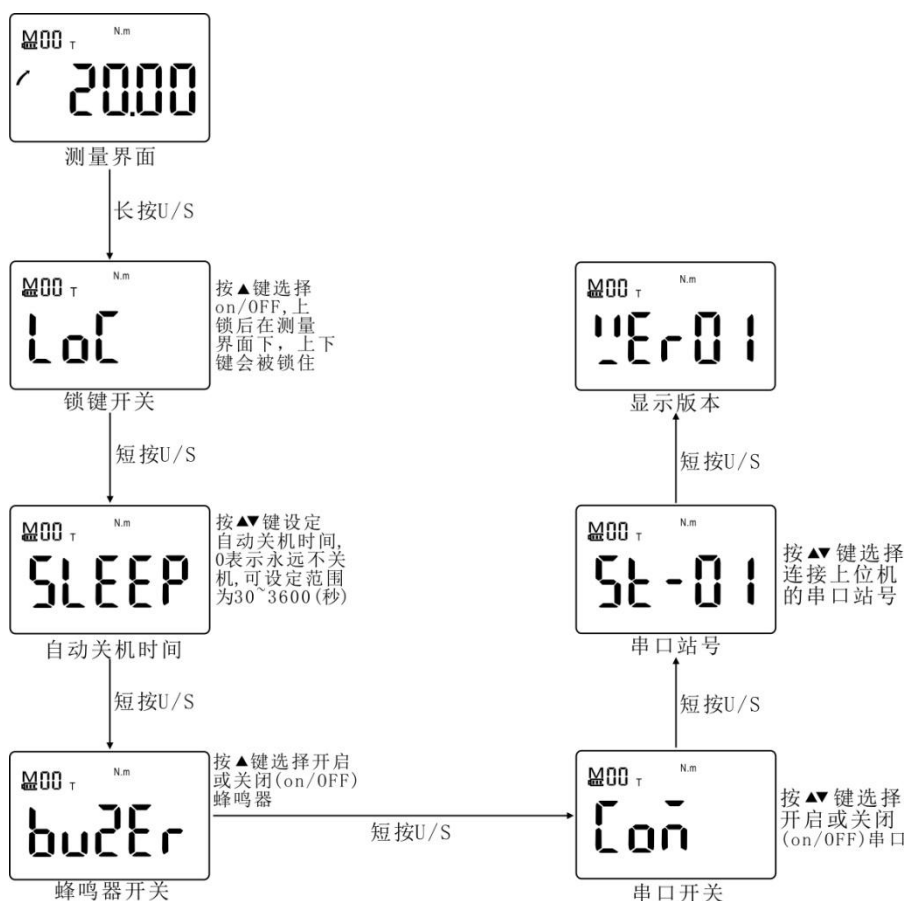 M00 T N.m
20.00
测量界面
长按U/S
M00 T N.m
LoC
按▲键选择
on/OFF,上
锁后在测量
界面下，上下
键会被锁住
锁键开关
短按U/S
M00 T N.m
SLEEP
按▲▼键设定
自动关机时间,
0表示永远不关
机,可设定范围
为30~3600(秒)
自动关机时间
短按U/S
M00 T N.m
buZEr
按▲键选择开启
或关闭(on/OFF)
蜂鸣器
蜂鸣器开关
短按U/S
M00 T N.m
Com
按▲▼键选择
开启或关闭
(on/OFF)串口
串口开关
短按U/S
M00 T N.m
St-01
按▲▼键选择
连接上位机
的串口站号
串口站号
短按U/S
M00 T N.m
VEr01
显示版本